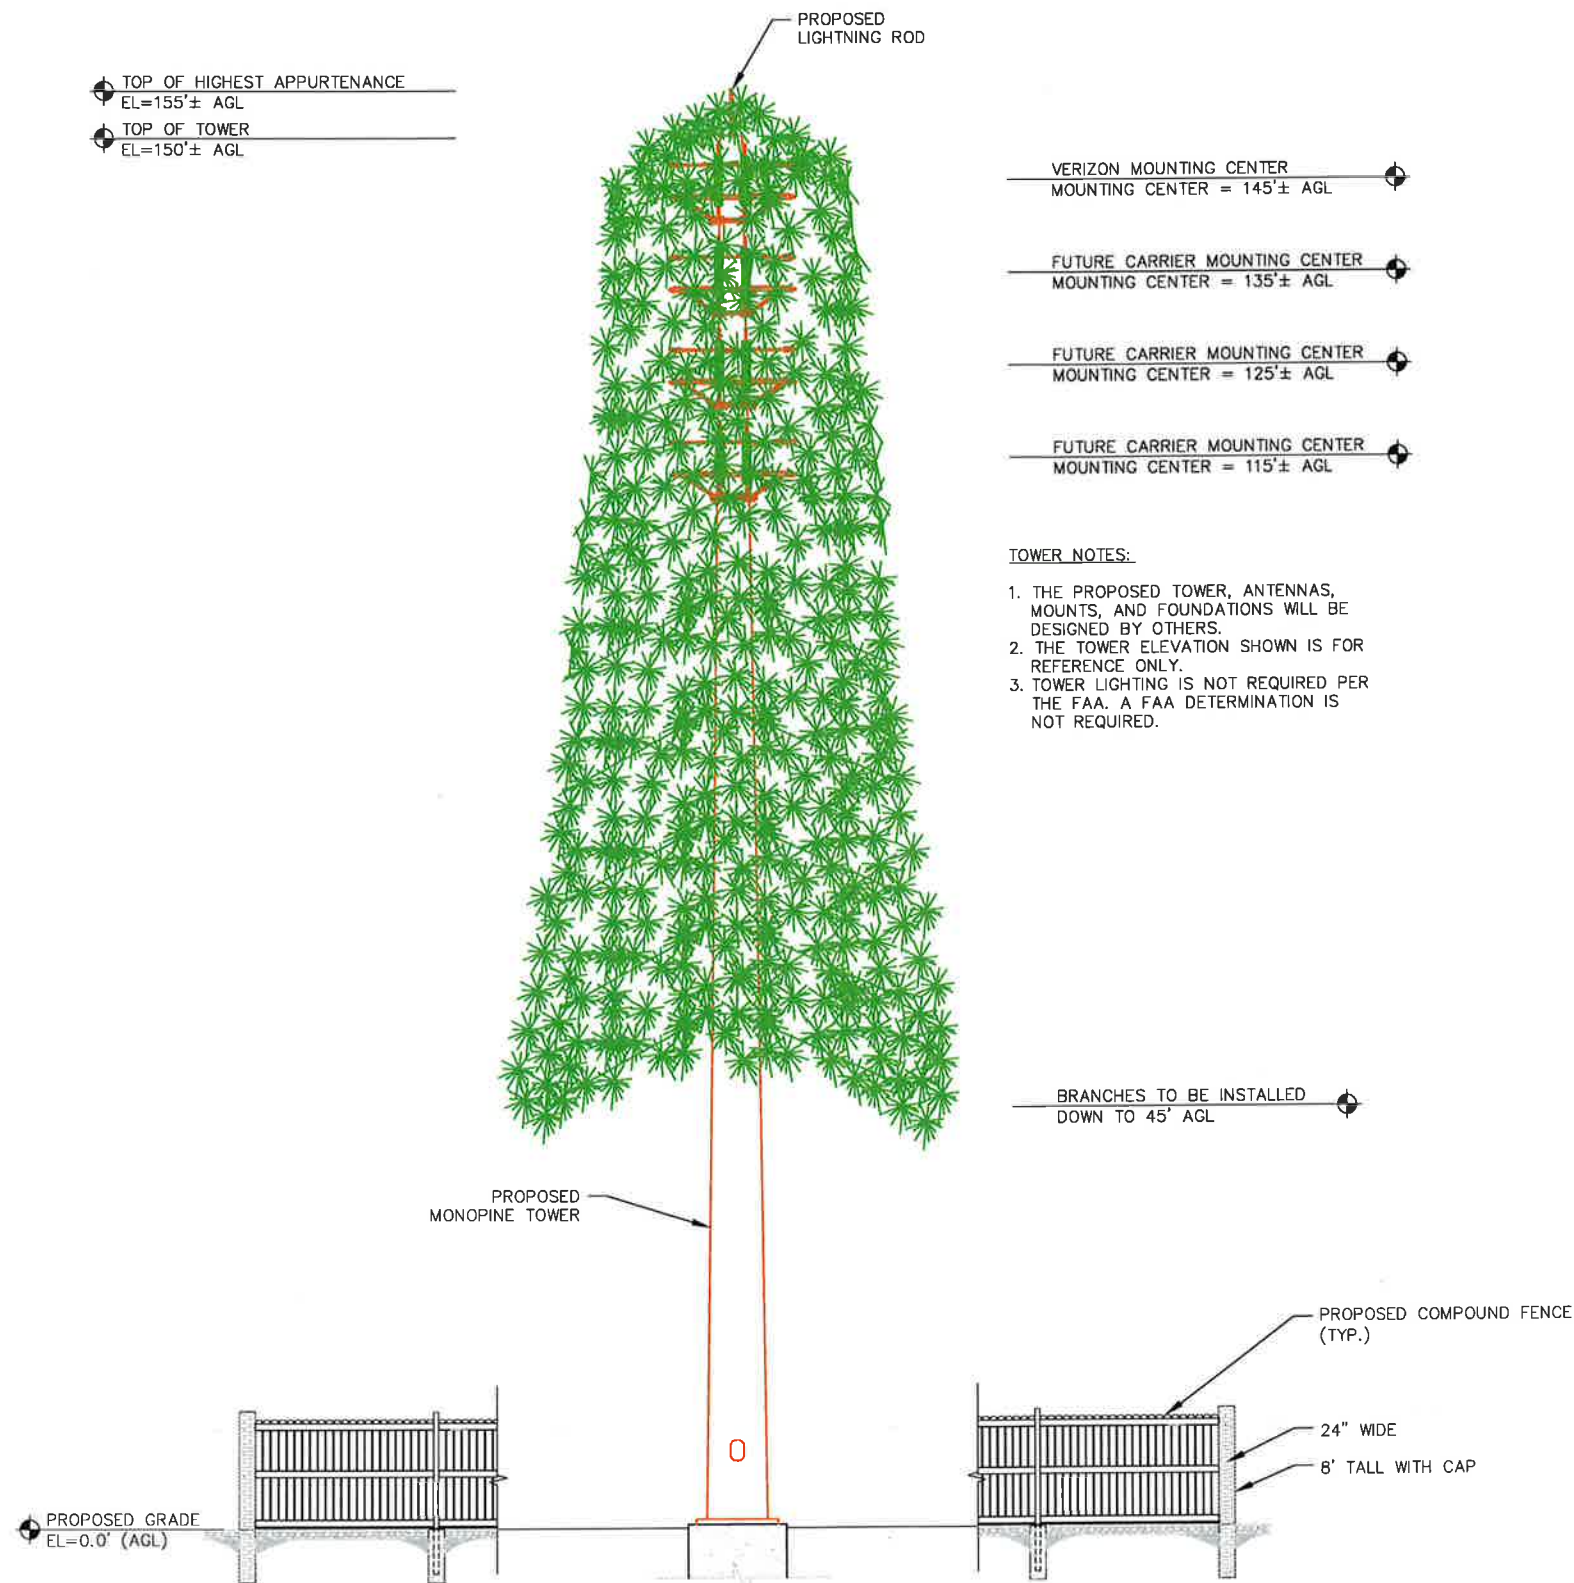 PROPOSED
LIGHTNING ROD
TOP OF HIGHEST APPURTENANCE
EL=155'± AGL
TOP OF TOWER
EL=150'± AGL
VERIZON MOUNTING CENTER
MOUNTING CENTER = 145'± AGL
FUTURE CARRIER MOUNTING CENTER
MOUNTING CENTER = 135'± AGL
FUTURE CARRIER MOUNTING CENTER
MOUNTING CENTER = 125'± AGL
FUTURE CARRIER MOUNTING CENTER
MOUNTING CENTER = 115'± AGL
TOWER NOTES:
1. THE PROPOSED TOWER, ANTENNAS,
MOUNTS, AND FOUNDATIONS WILL BE
DESIGNED BY OTHERS.
2. THE TOWER ELEVATION SHOWN IS FOR
REFERENCE ONLY.
3. TOWER LIGHTING IS NOT REQUIRED PER
THE FAA. A FAA DETERMINATION IS
NOT REQUIRED.
BRANCHES TO BE INSTALLED
DOWN TO 45' AGL
PROPOSED
MONOPINE TOWER
PROPOSED COMPOUND FENCE
(TYP.)
24" WIDE
8' TALL WITH CAP
PROPOSED GRADE
EL=0.0' (AGL)